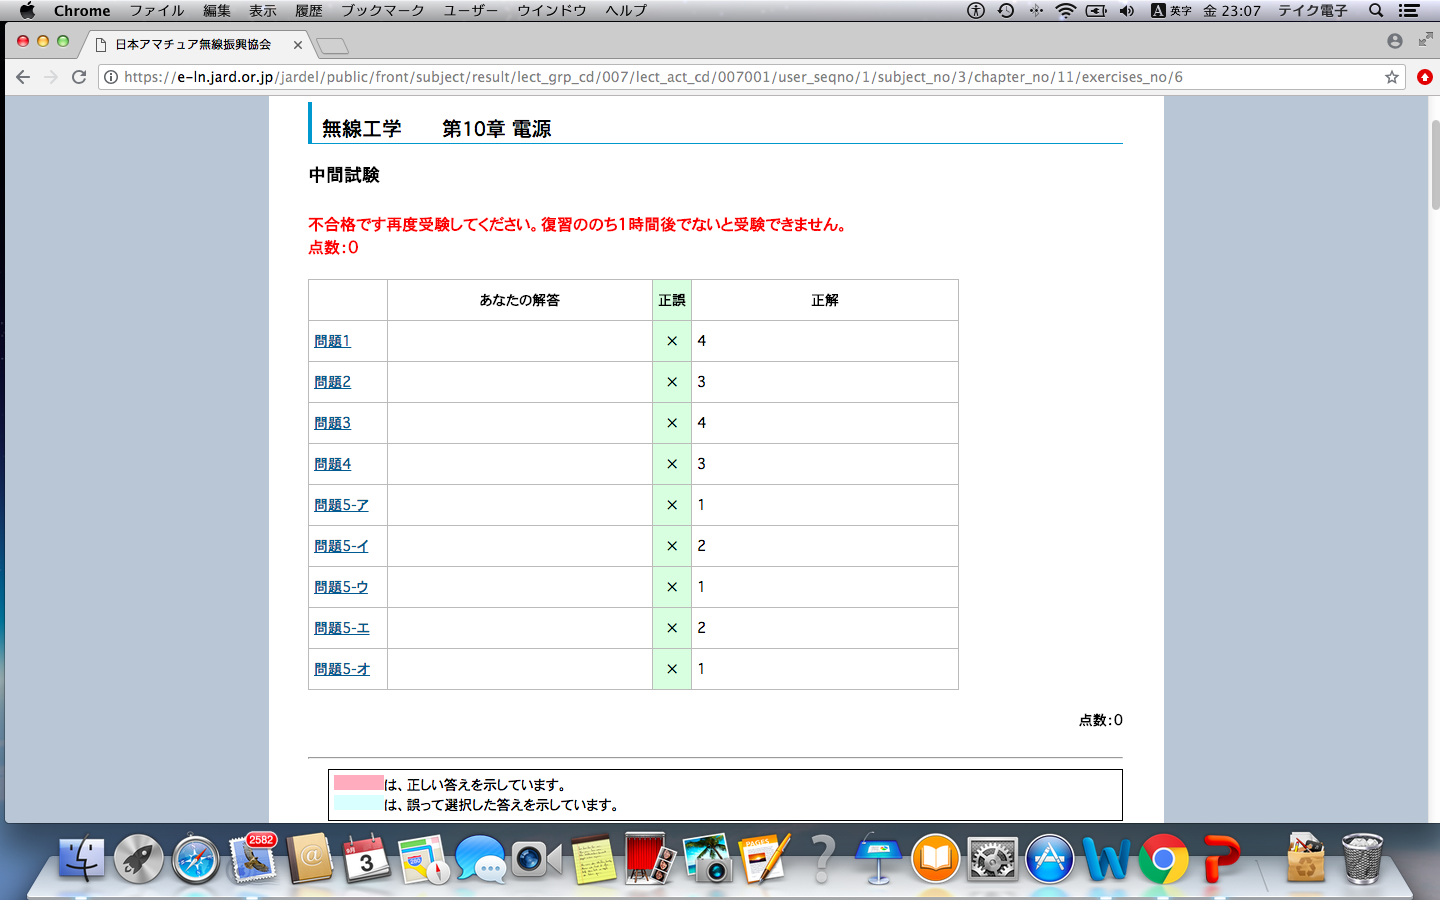 Chrome ファイル 編集 表示 履歴 ブックマーク ユーザー ウインドウ ヘルプ A 英字 金 23:07 テイク電子
日本アマチュア無線振興協会
https://e-ln.jard.or.jp/jardel/public/front/subject/result/lect_grp_cd/007/lect_act_cd/007001/user_seqno/1/subject_no/3/chapter_no/11/exercises_no/6
無線工学 第10章 電源
中間試験
不合格です再度受験してください。復習ののち1時間後でないと受験できません。
点数:0
あなたの解答 正誤 正解
問題1 × 4
問題2 × 3
問題3 × 4
問題4 × 3
問題5-ア × 1
問題5-イ × 2
問題5-ウ × 1
問題5-エ × 2
問題5-オ × 1
点数:0
は、正しい答えを示しています。
は、誤って選択した答えを示しています。
2582
3
280
PAGES
?